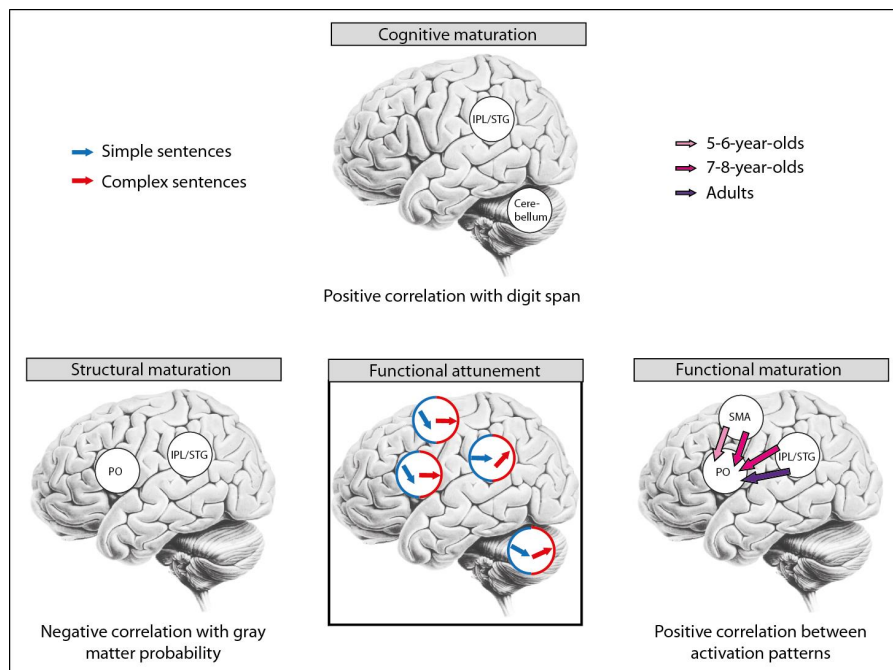 Cognitive maturation
IPL/STG
Cere-
bellum
Simple sentences
Complex sentences
5-6-year-olds
7-8-year-olds
Adults
Positive correlation with digit span
Structural maturation
PO
IPL/STG
Negative correlation with gray
matter probability
Functional attunement
Functional maturation
SMA
PO
IPL/STG
Positive correlation between
activation patterns